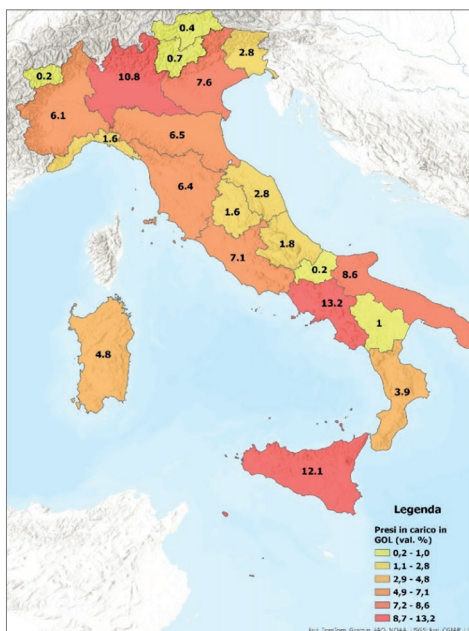 0.4
0.2
0.7
2.8
10.8
7.6
6.1
1.6
6.5
6.4
2.8
1.6
1.8
7.1
0.2
8.6
13.2
1
4.8
3.9
12.1
Legenda
Presi in carico in
GOL (val. %)
0,2 - 1,0
1,1 - 2,8
2,9 - 4,8
4,9 - 7,1
7,2 - 8,6
8,7 - 13,2